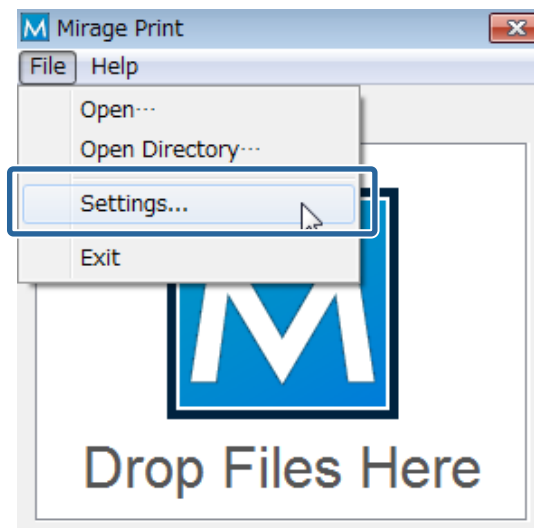 M Mirage Print
File Help
Open…
Open Directory…
Settings...
Exit
M
Drop Files Here